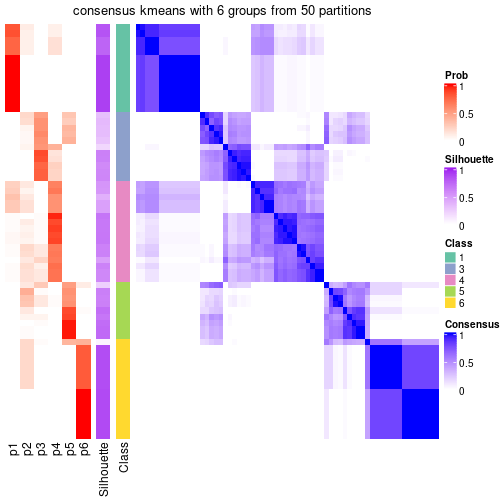 consensus kmeans with 6 groups from 50 partitions
Prob
1
0.5
0
Silhouette
1
0.5
0
Class
1
3
4
5
6
Consensus
1
0.5
0
p1
p2
p3
p4
p5
p6
Silhouette
Class